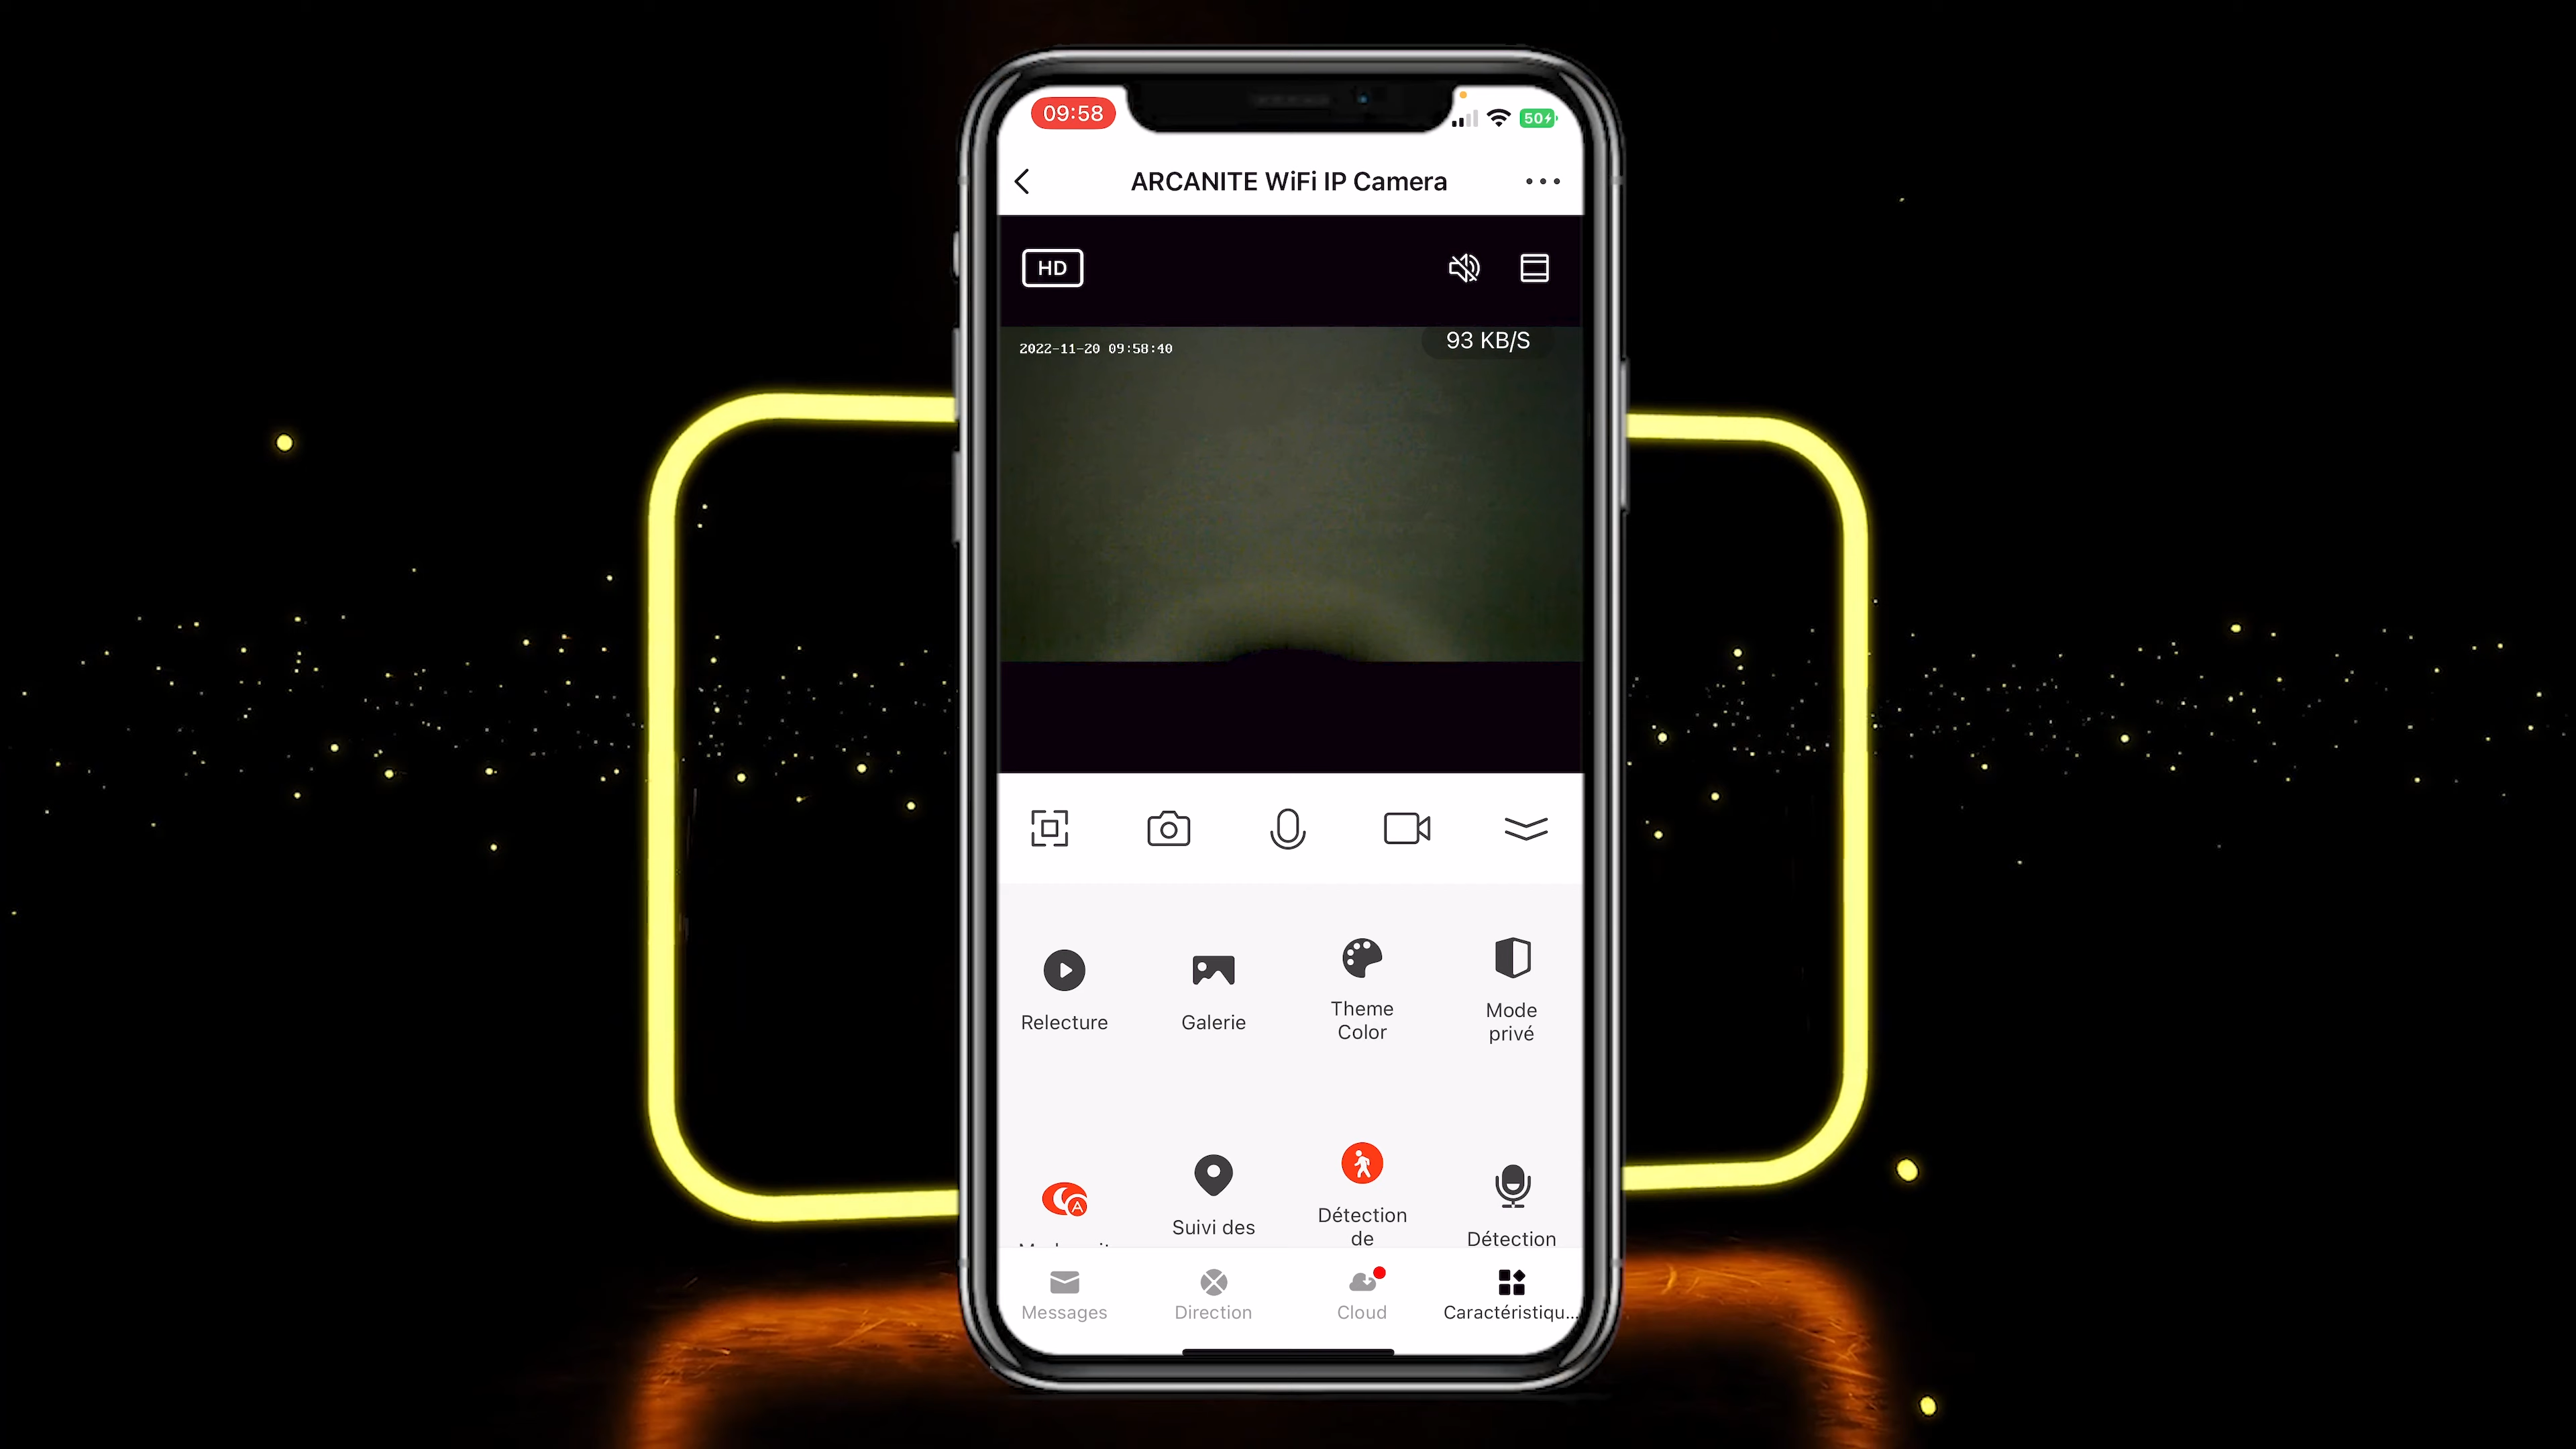 09:58
50
ARCANITE WiFi IP Camera
HD
93 KB/S
2022-11-20 09:58:40
Relecture
Galerie
Theme
Color
Mode
privé
Suivi des
Détection
de
Détection
A
Messages
Direction
Cloud
Caractéristiqu...